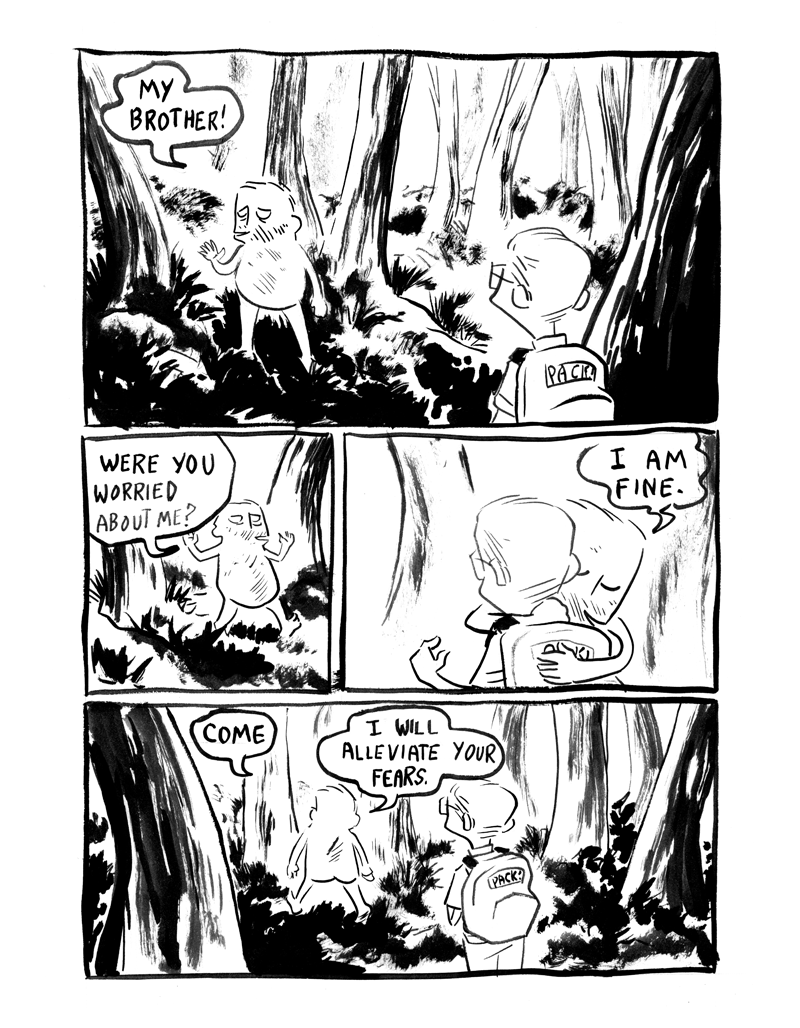 MY
BROTHER!
PACK!
WERE YOU
WORRIED
ABOUT ME?
I AM
FINE.
COME
I WILL
ALLEVIATE YOUR
FEARS.
PACK!